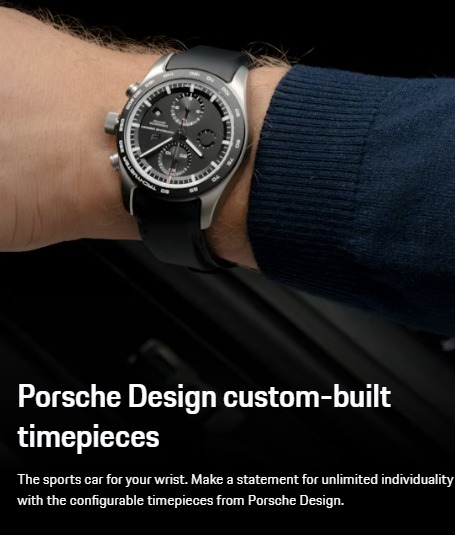 Porsche Design custom-built
timepieces
The sports car for your wrist. Make a statement for unlimited individuality
with the configurable timepieces from Porsche Design.